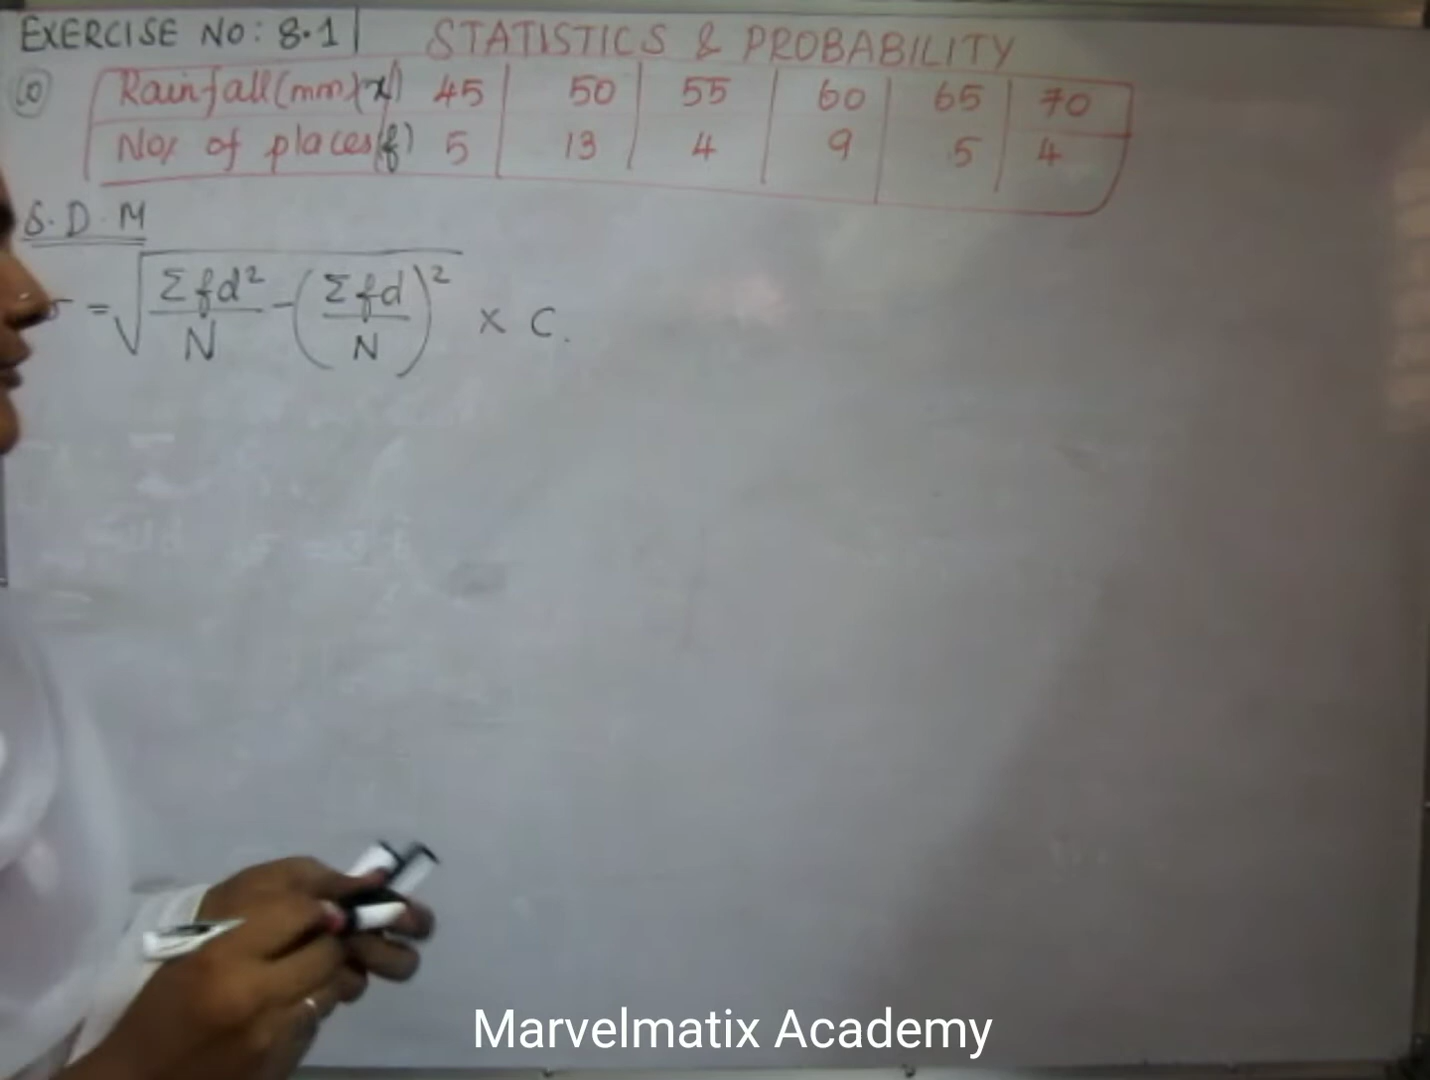 EXERCISE NO: 8.1 STATISTICS & PROBABILITY
10 Rainfall(mm)(x) 45 50 55 60 65 70
No. of places(f) 5 13 4 9 5 4
S.D.M
σ = √(Σfd²/N - (Σfd/N)²) × C.
Marvelmatix Academy